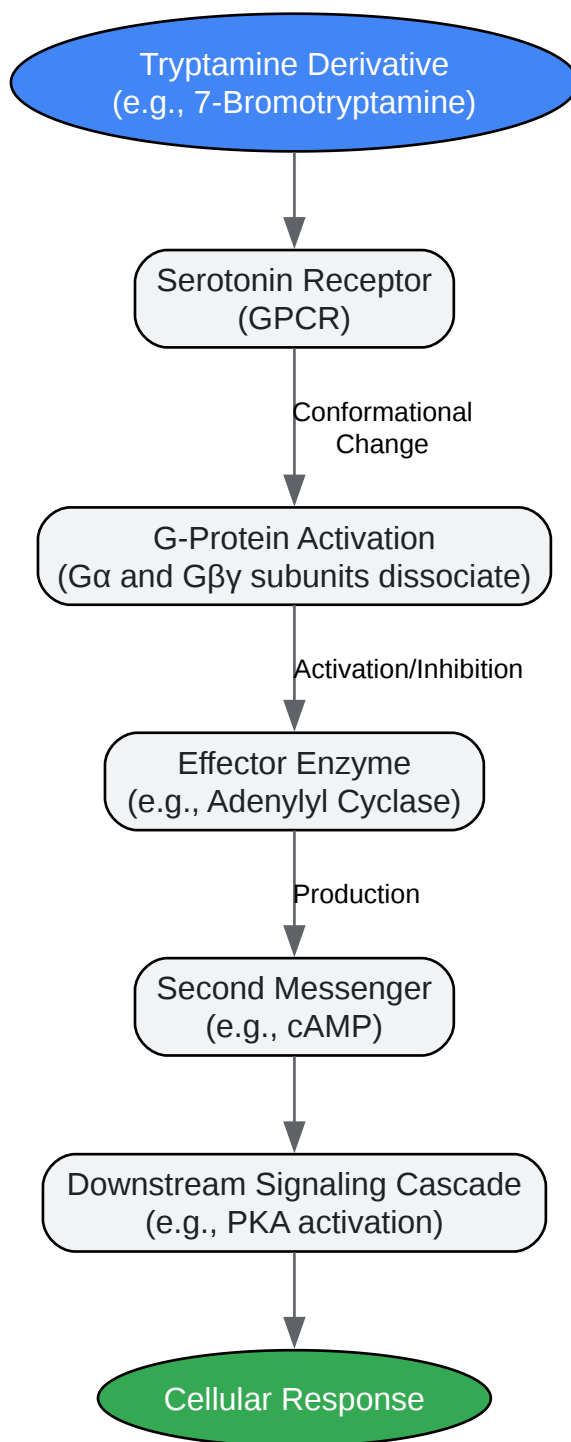 Tryptamine Derivative
(e.g., 7-Bromotryptamine)
Serotonin Receptor
(GPCR)
Conformational
Change
G-Protein Activation
(Gα and Gβγ subunits dissociate)
Activation/Inhibition
Effector Enzyme
(e.g., Adenylyl Cyclase)
Production
Second Messenger
(e.g., cAMP)
Downstream Signaling Cascade
(e.g., PKA activation)
Cellular Response